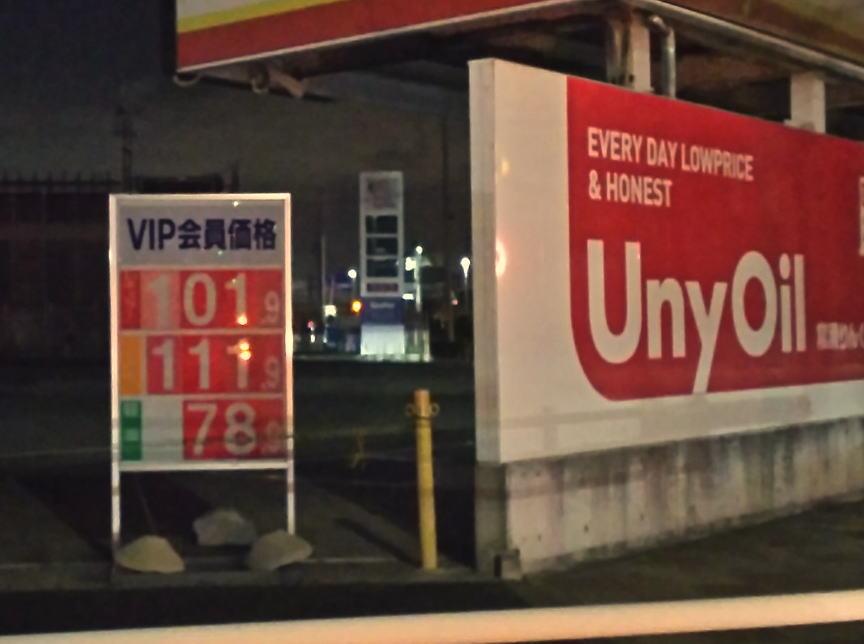 VIP会員価格
101.9
111.9
78.9
EVERY DAY LOWPRICE
& HONEST
UnyOil